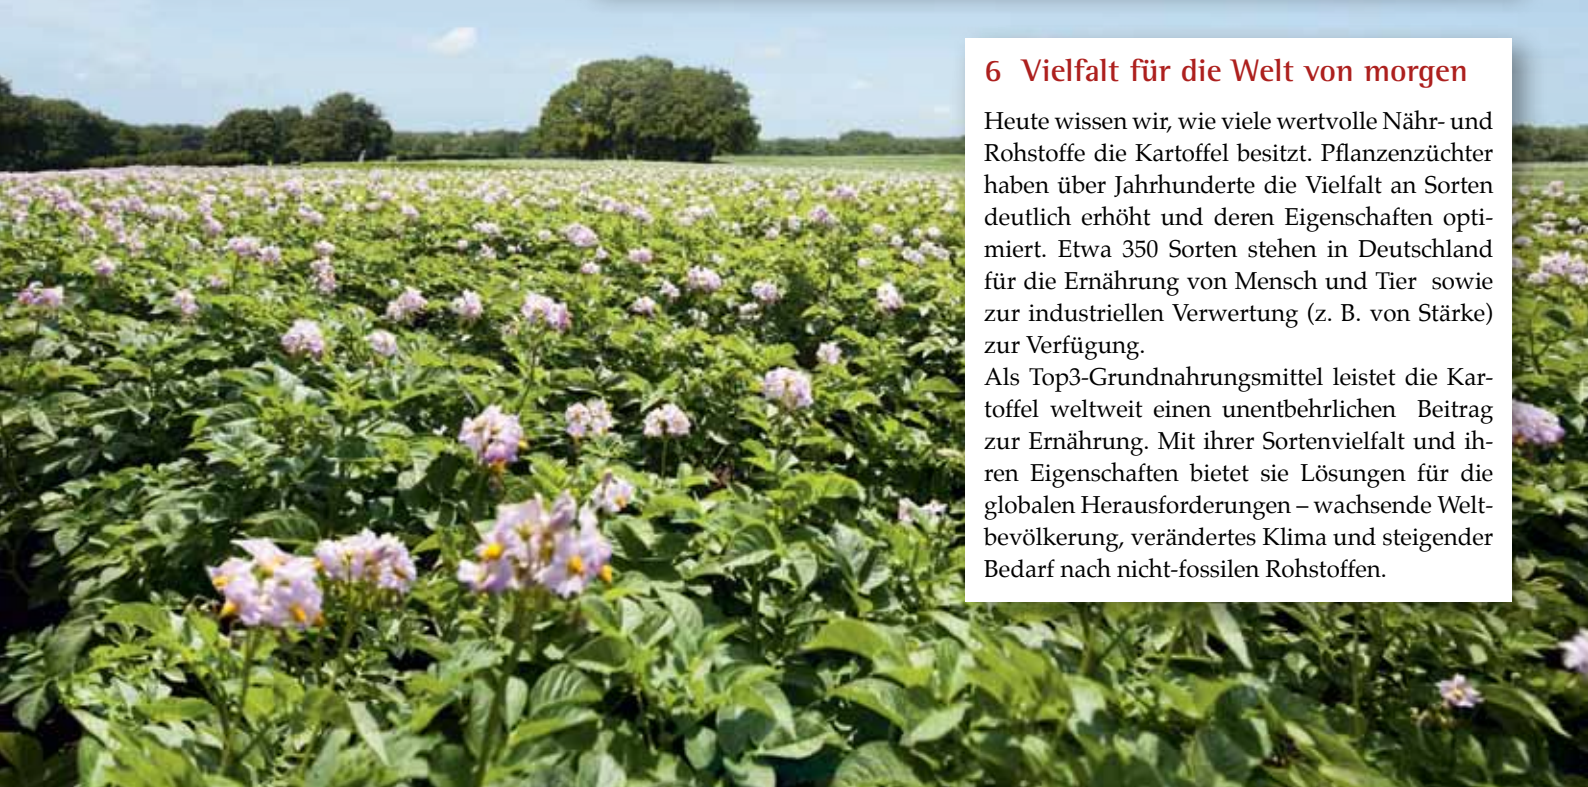 6 Vielfalt für die Welt von morgen
Heute wissen wir, wie viele wertvolle Nähr- und
Rohstoffe die Kartoffel besitzt. Pflanzenzüchter
haben über Jahrhunderte die Vielfalt an Sorten
deutlich erhöht und deren Eigenschaften opti-
miert. Etwa 350 Sorten stehen in Deutschland
für die Ernährung von Mensch und Tier sowie
zur industriellen Verwertung (z. B. von Stärke)
zur Verfügung.
Als Top3-Grundnahrungsmittel leistet die Kar-
toffel weltweit einen unentbehrlichen Beitrag
zur Ernährung. Mit ihrer Sortenvielfalt und ih-
ren Eigenschaften bietet sie Lösungen für die
globalen Herausforderungen – wachsende Welt-
bevölkerung, verändertes Klima und steigender
Bedarf nach nicht-fossilen Rohstoffen.